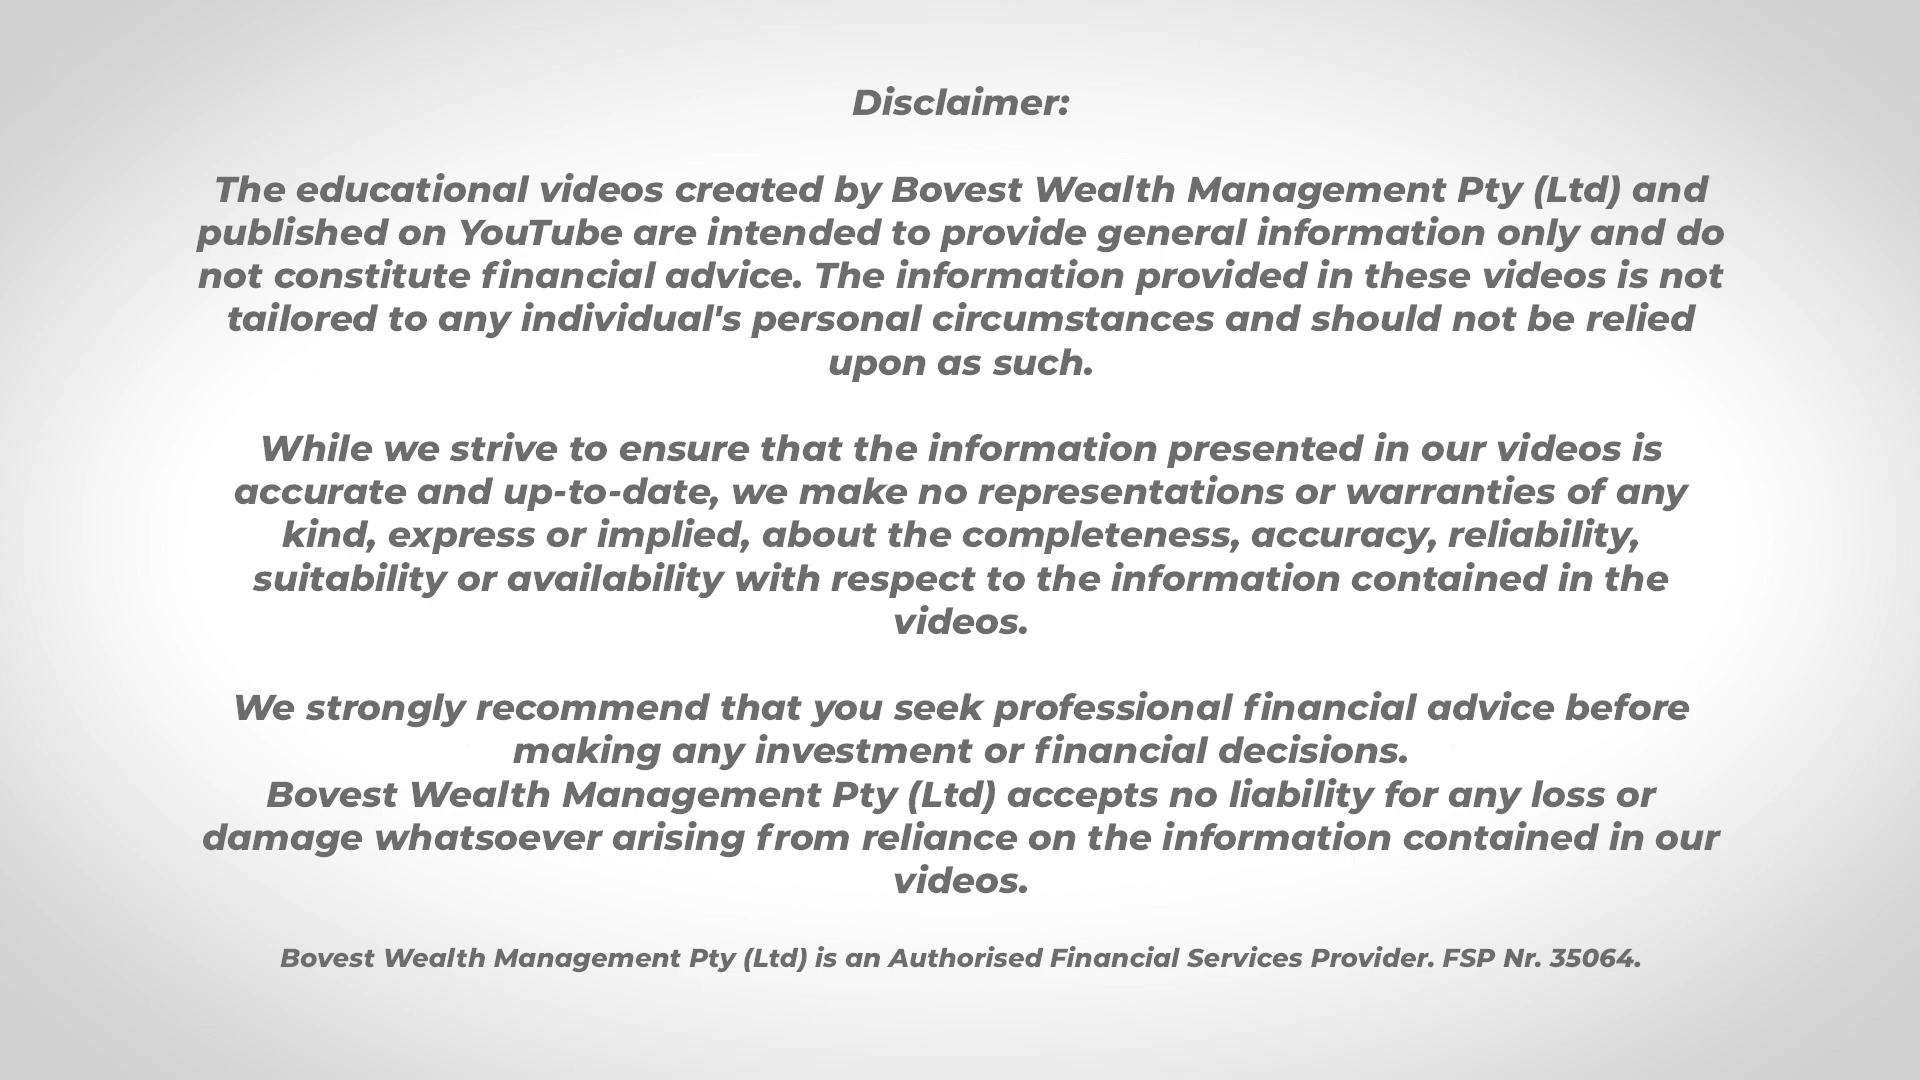 Disclaimer:
The educational videos created by Bovest Wealth Management Pty (Ltd) and
published on YouTube are intended to provide general information only and do
not constitute financial advice. The information provided in these videos is not
tailored to any individual's personal circumstances and should not be relied
upon as such.
While we strive to ensure that the information presented in our videos is
accurate and up-to-date, we make no representations or warranties of any
kind, express or implied, about the completeness, accuracy, reliability,
suitability or availability with respect to the information contained in the
videos.
We strongly recommend that you seek professional financial advice before
making any investment or financial decisions.
Bovest Wealth Management Pty (Ltd) accepts no liability for any loss or
damage whatsoever arising from reliance on the information contained in our
videos.
Bovest Wealth Management Pty (Ltd) is an Authorised Financial Services Provider. FSP Nr. 35064.